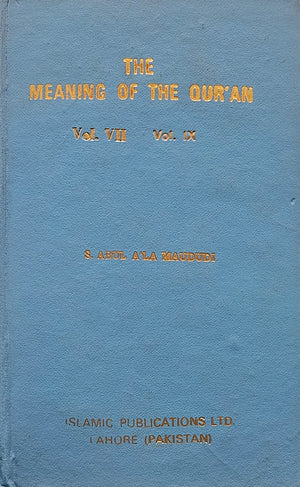 THE
MEANING OF THE QUR'AN
Vol. VII Vol. IX
S. ABUL A'LA MAUDUDI
ISLAMIC PUBLICATIONS LTD.
LAHORE (PAKISTAN)